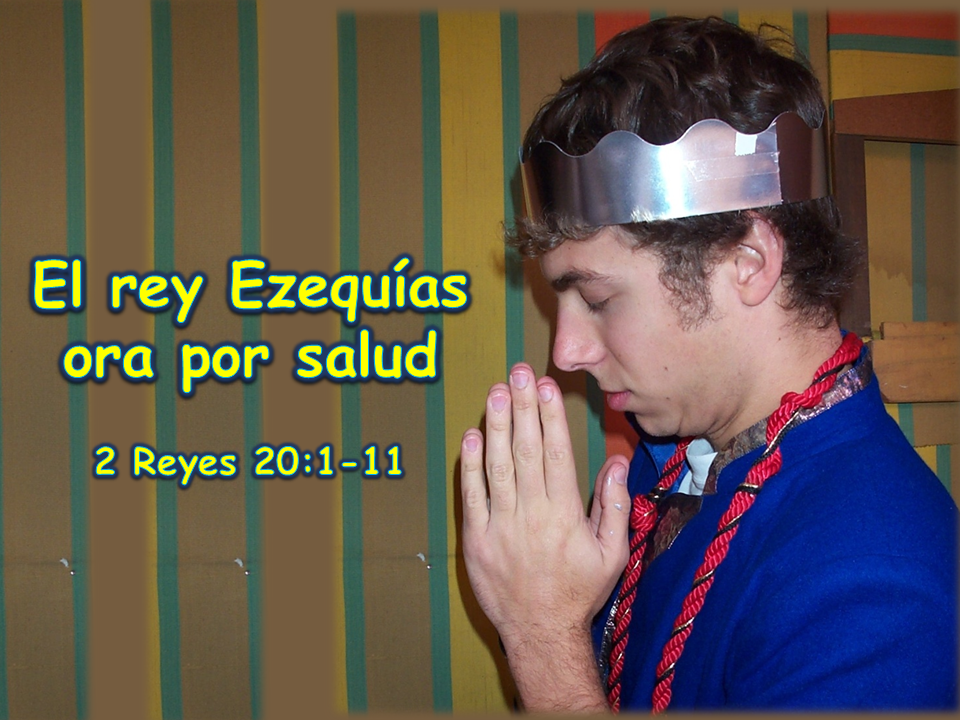 El rey Ezequías
ora por salud
2 Reyes 20:1-11